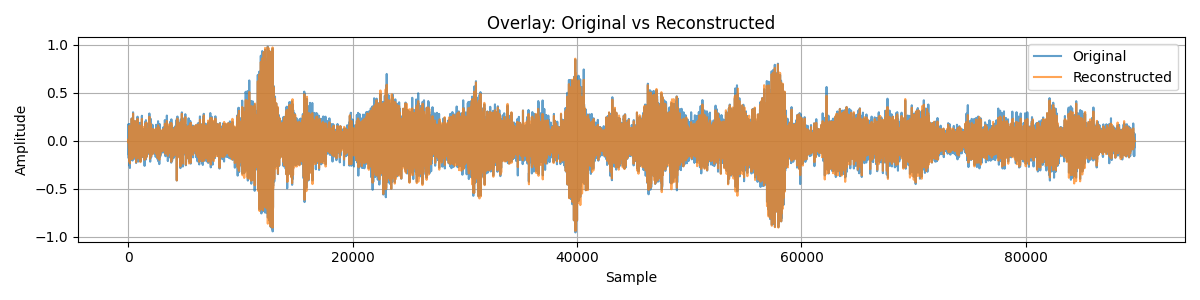 Overlay: Original vs Reconstructed
1.0
0.5
0.0
−0.5
−1.0
Amplitude
Original
Reconstructed
0
20000
40000
60000
80000
Sample